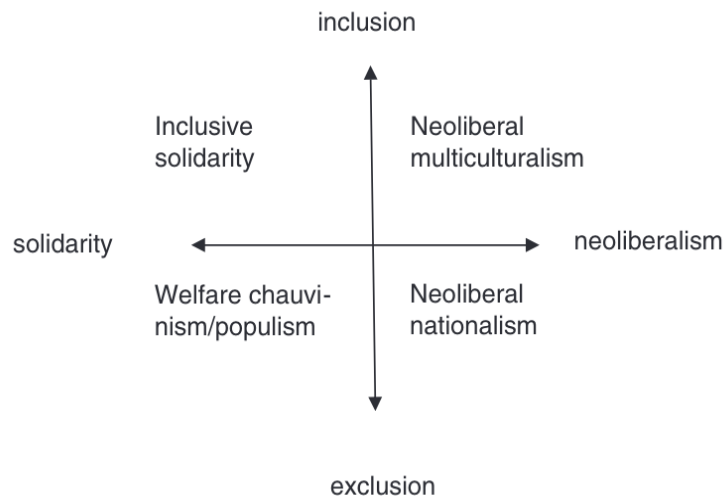 inclusion
Inclusive
solidarity
Neoliberal
multiculturalism
solidarity
neoliberalism
Welfare chauvi-
nism/populism
Neoliberal
nationalism
exclusion